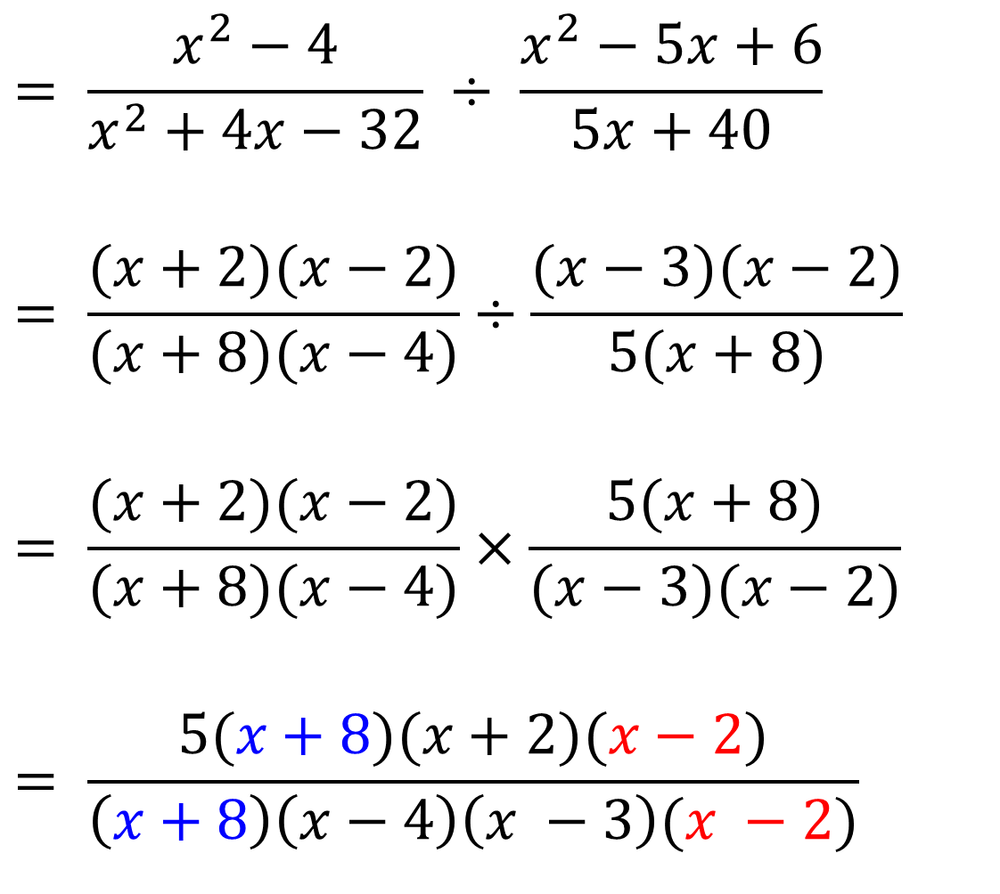 = x² − 4 / x² + 4x − 32 ÷ x² − 5x + 6 / 5x + 40
= (x + 2)(x − 2) / (x + 8)(x − 4) ÷ (x − 3)(x − 2) / 5(x + 8)
= (x + 2)(x − 2) / (x + 8)(x − 4) × 5(x + 8) / (x − 3)(x − 2)
= 5(x + 8)(x + 2)(x − 2) / (x + 8)(x − 4)(x − 3)(x − 2)